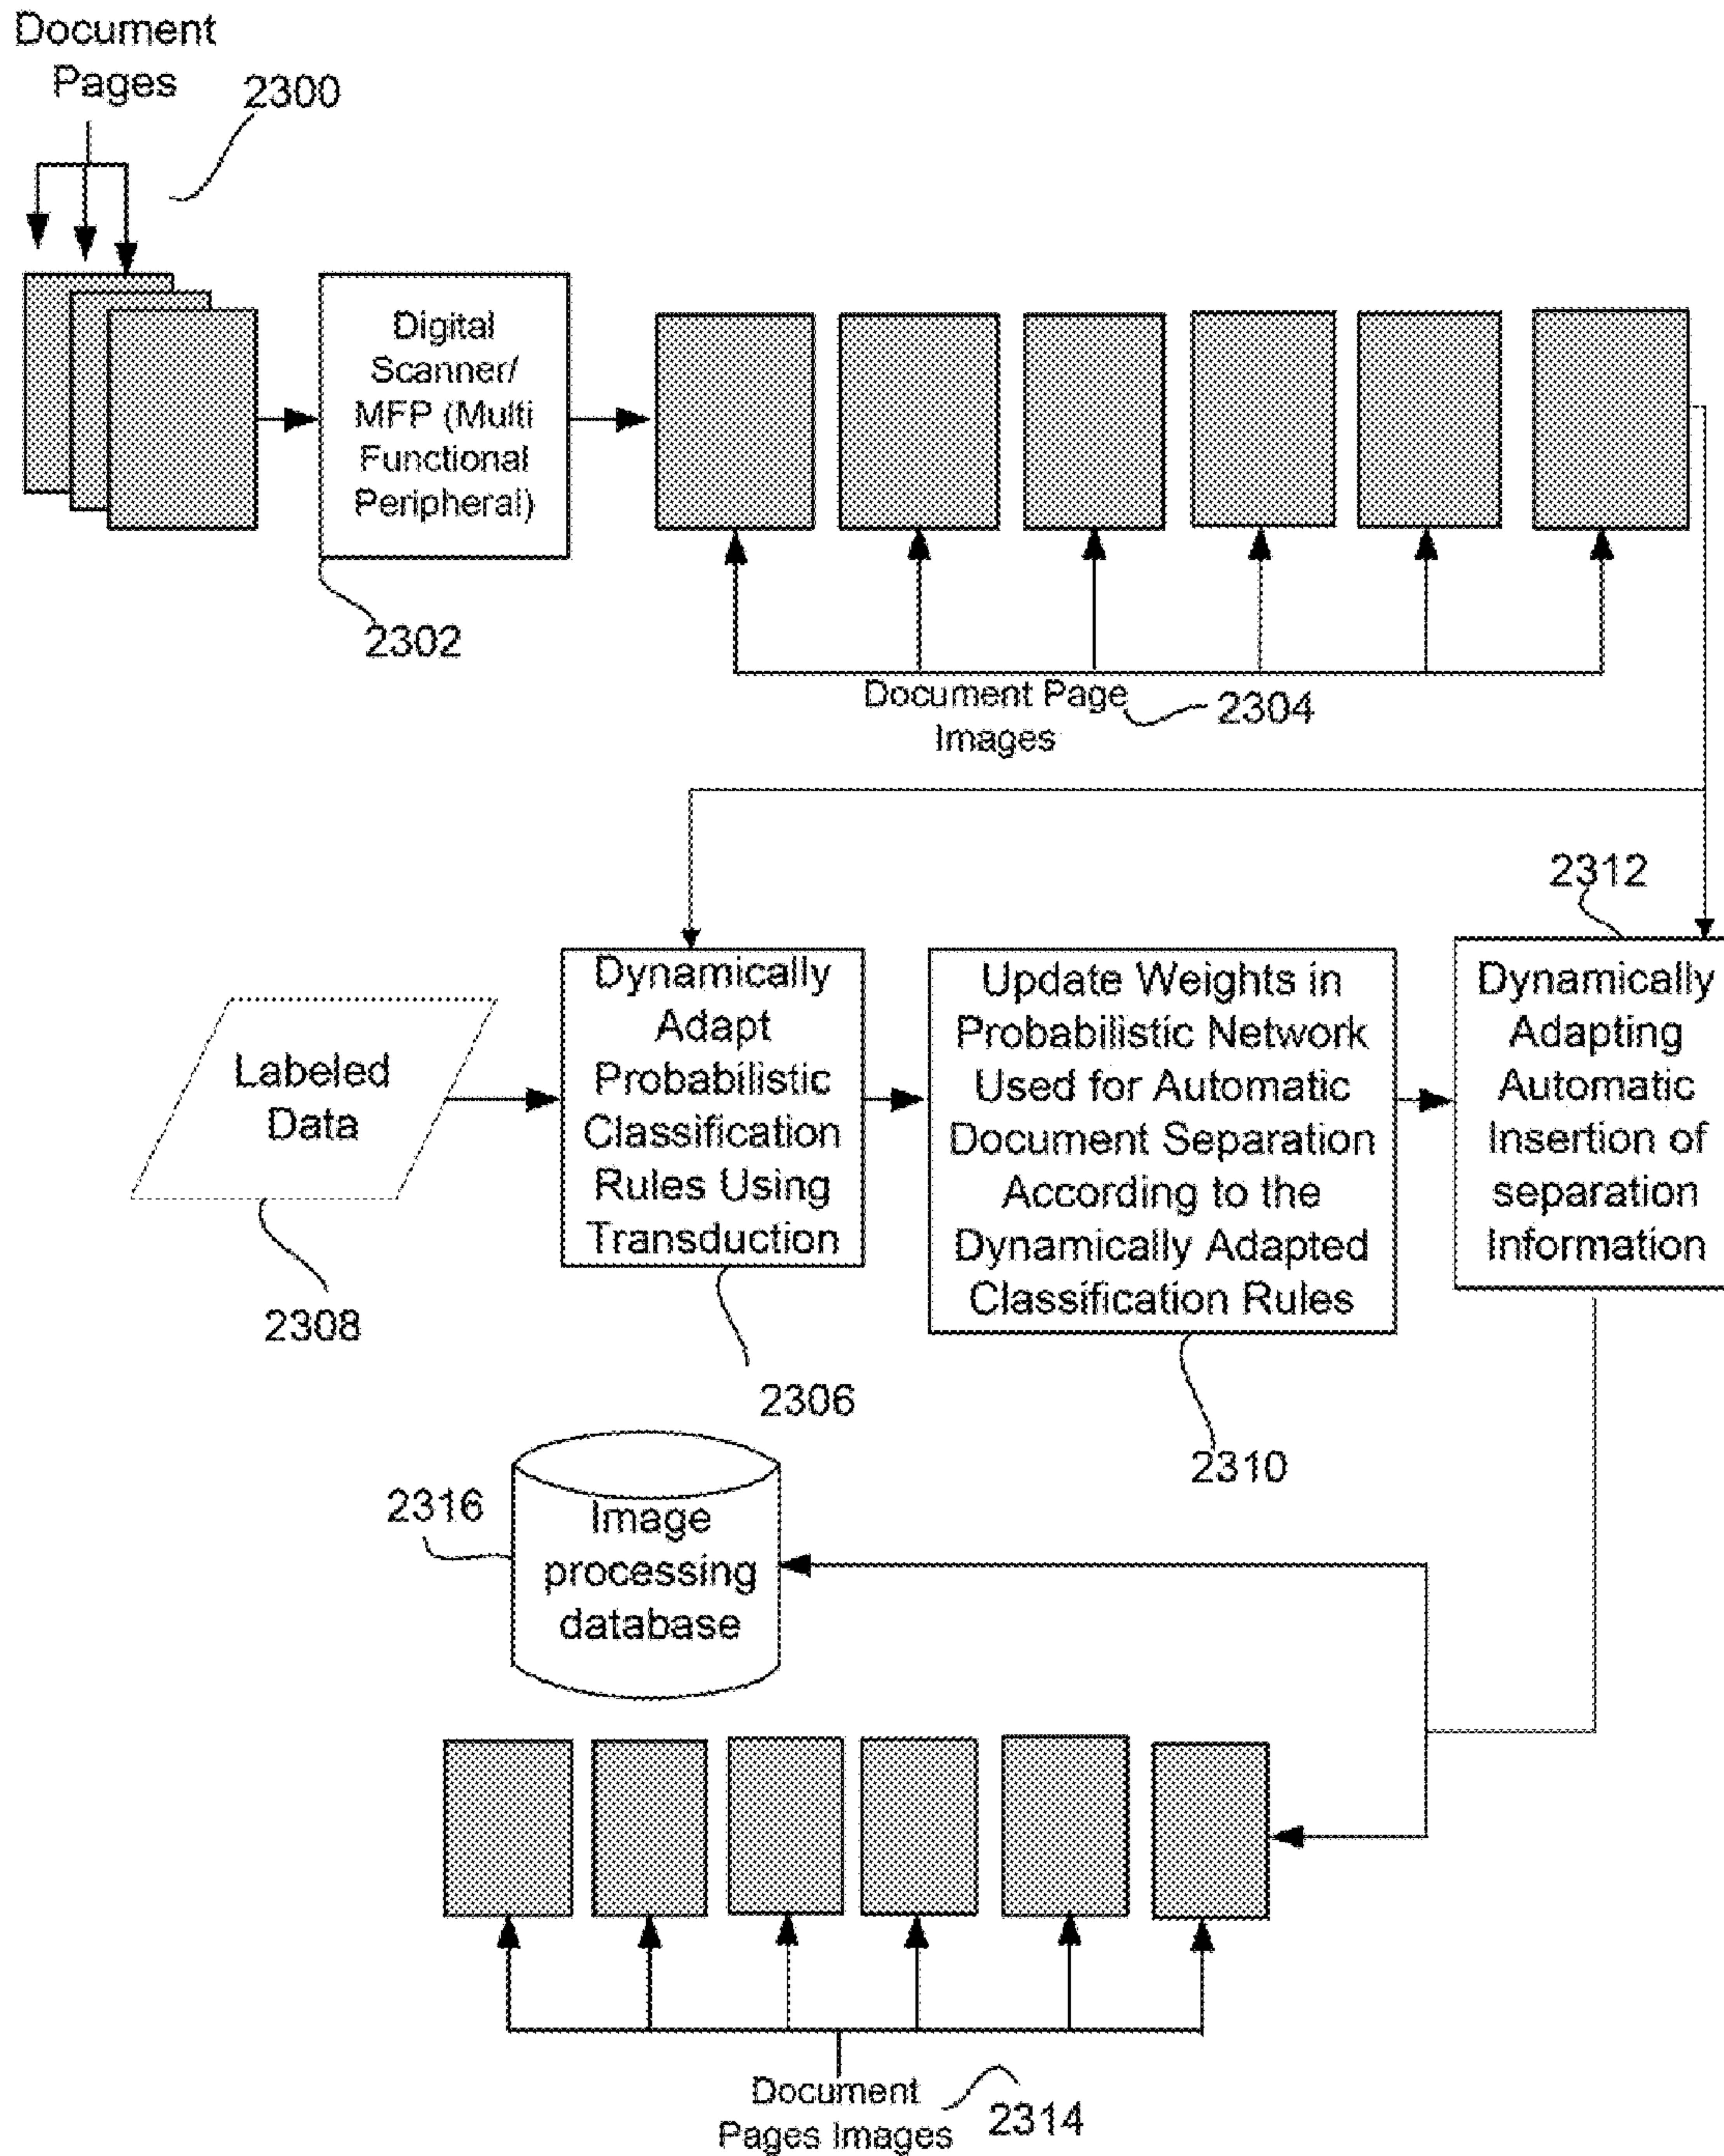 Document
Pages
2300
Digital
Scanner/
MFP (Multi
Functional
Peripheral)
2302
Document Page
Images
2304
2312
Labeled
Data
2308
Dynamically
Adapt
Probabilistic
Classification
Rules Using
Transduction
2306
Update Weights in
Probabilistic Network
Used for Automatic
Document Separation
According to the
Dynamically Adapted
Classification Rules
2310
Dynamically
Adapting
Automatic
Insertion of
separation
Information
2316
Image
processing
database
Document
Pages Images
2314